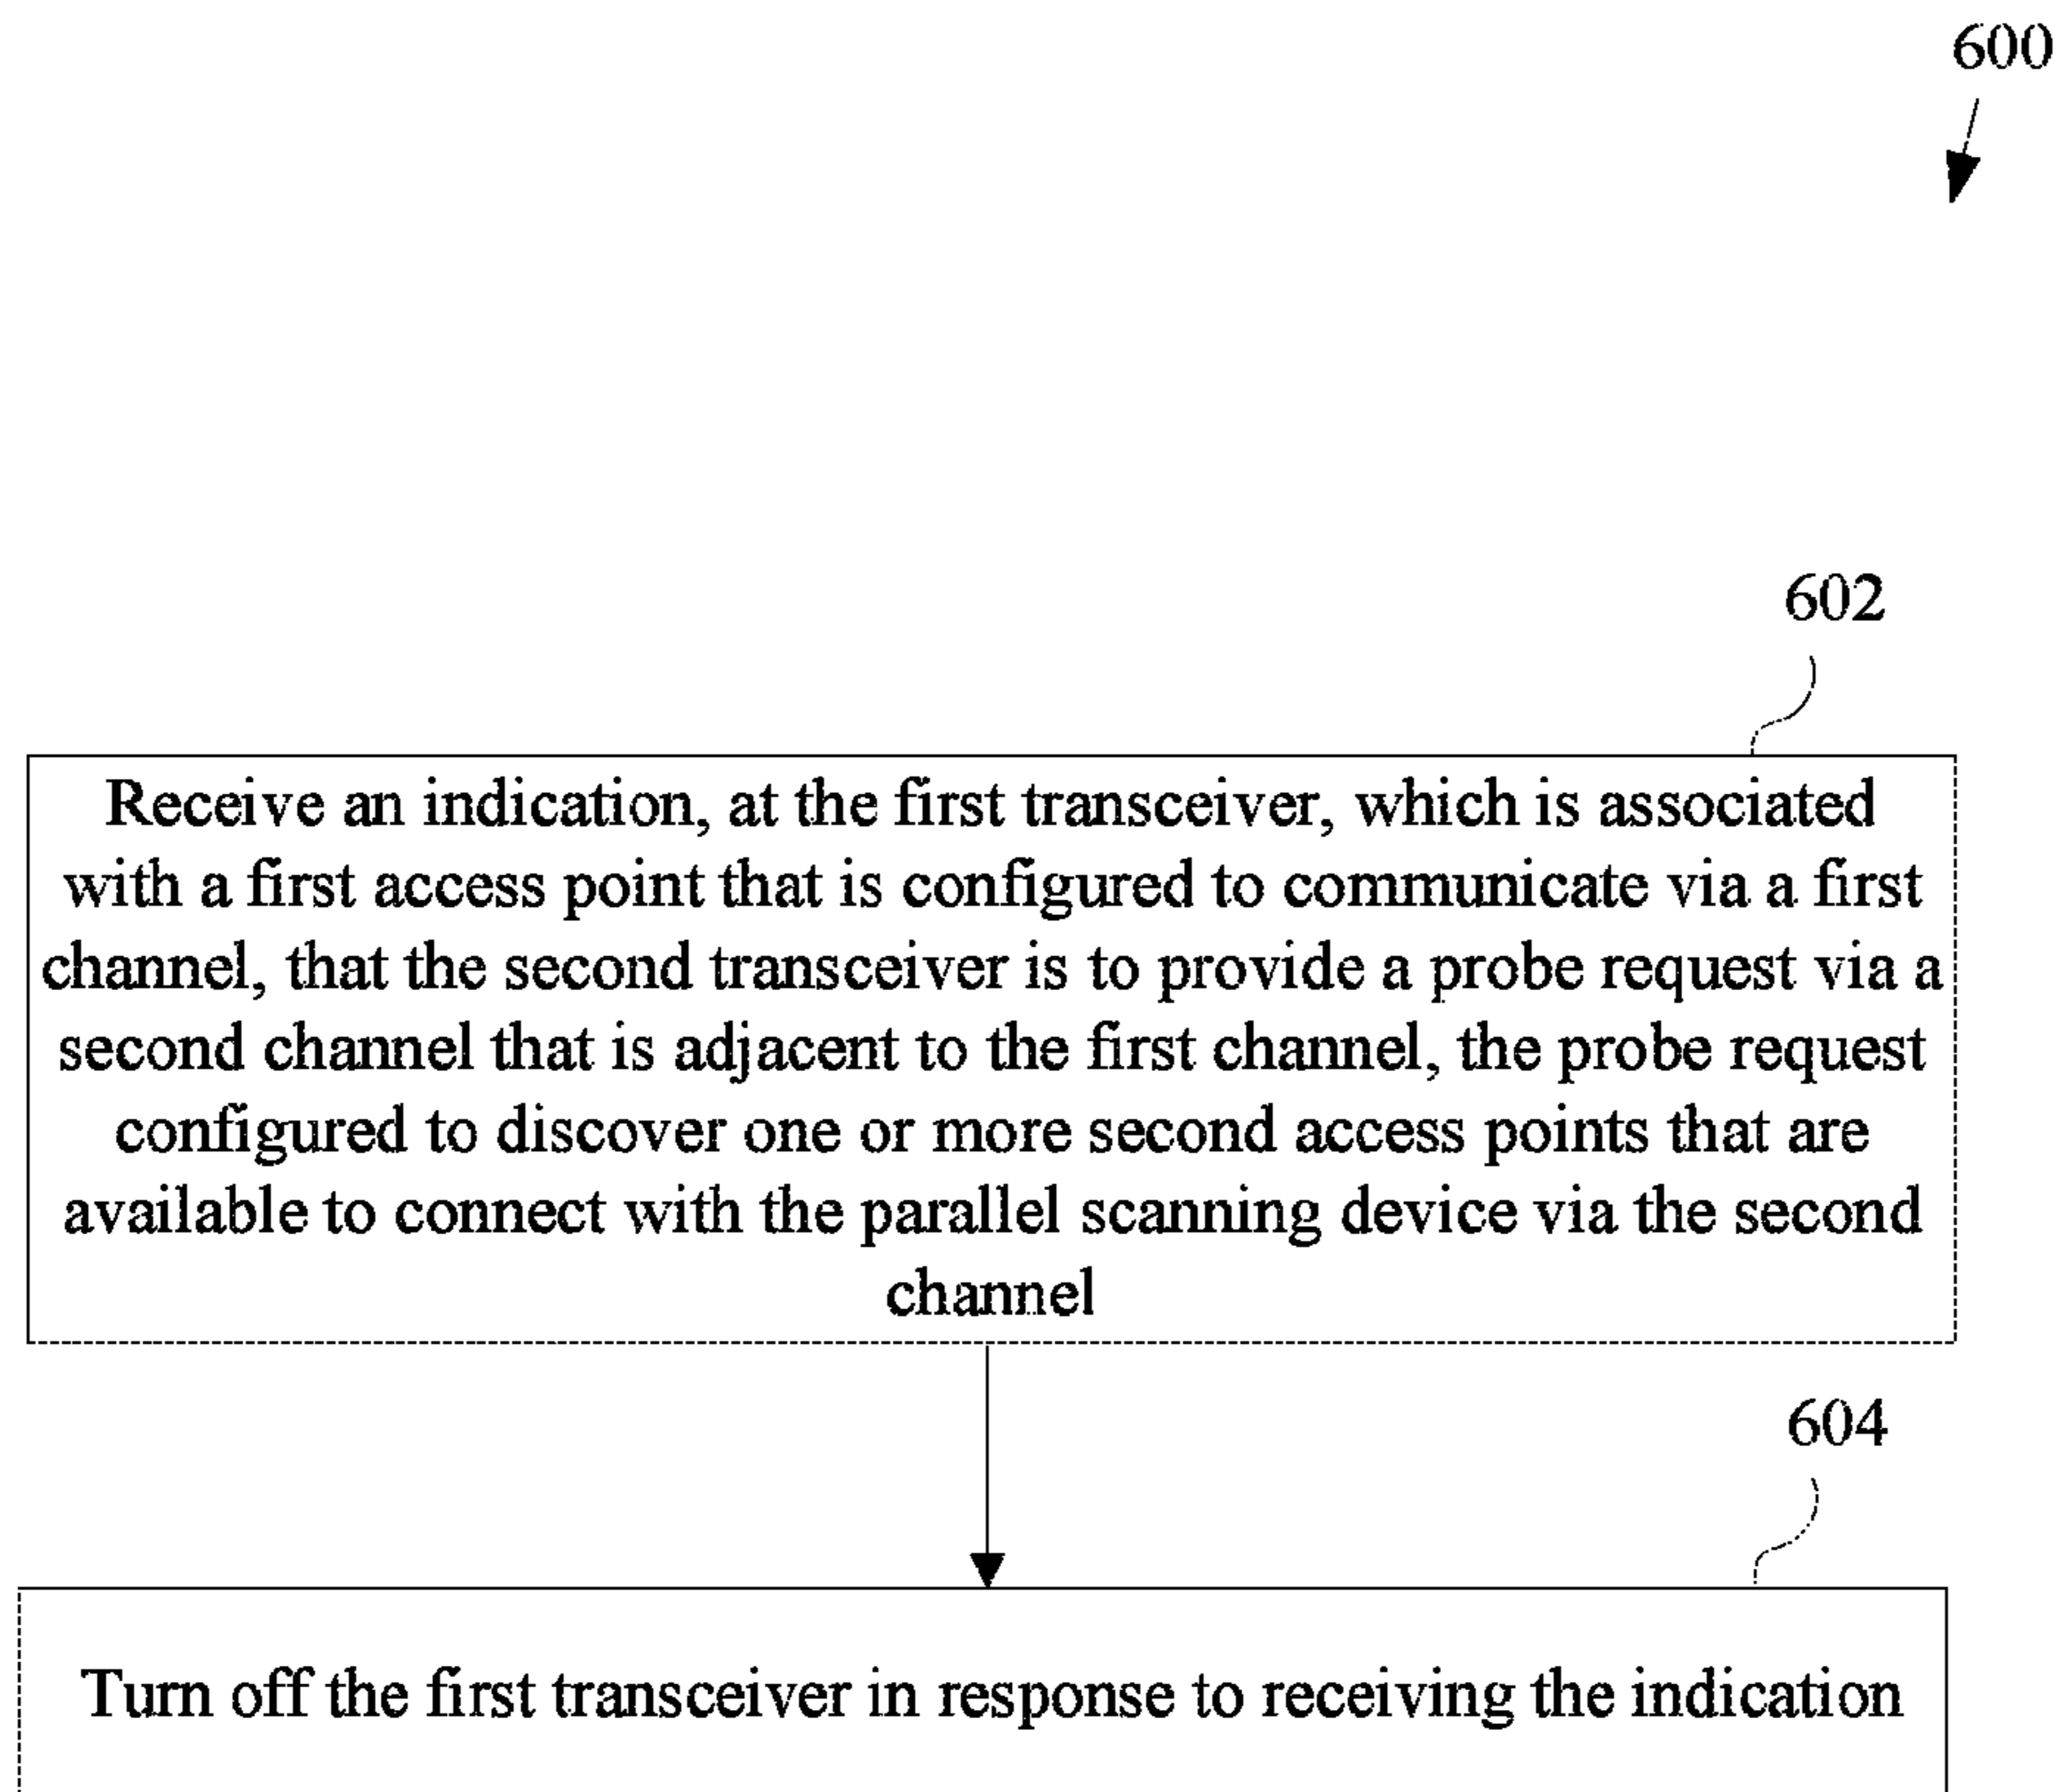 600
602
Receive an indication, at the first transceiver, which is associated
with a first access point that is configured to communicate via a first
channel, that the second transceiver is to provide a probe request via a
second channel that is adjacent to the first channel, the probe request
configured to discover one or more second access points that are
available to connect with the parallel scanning device via the second
channel
604
Turn off the first transceiver in response to receiving the indication